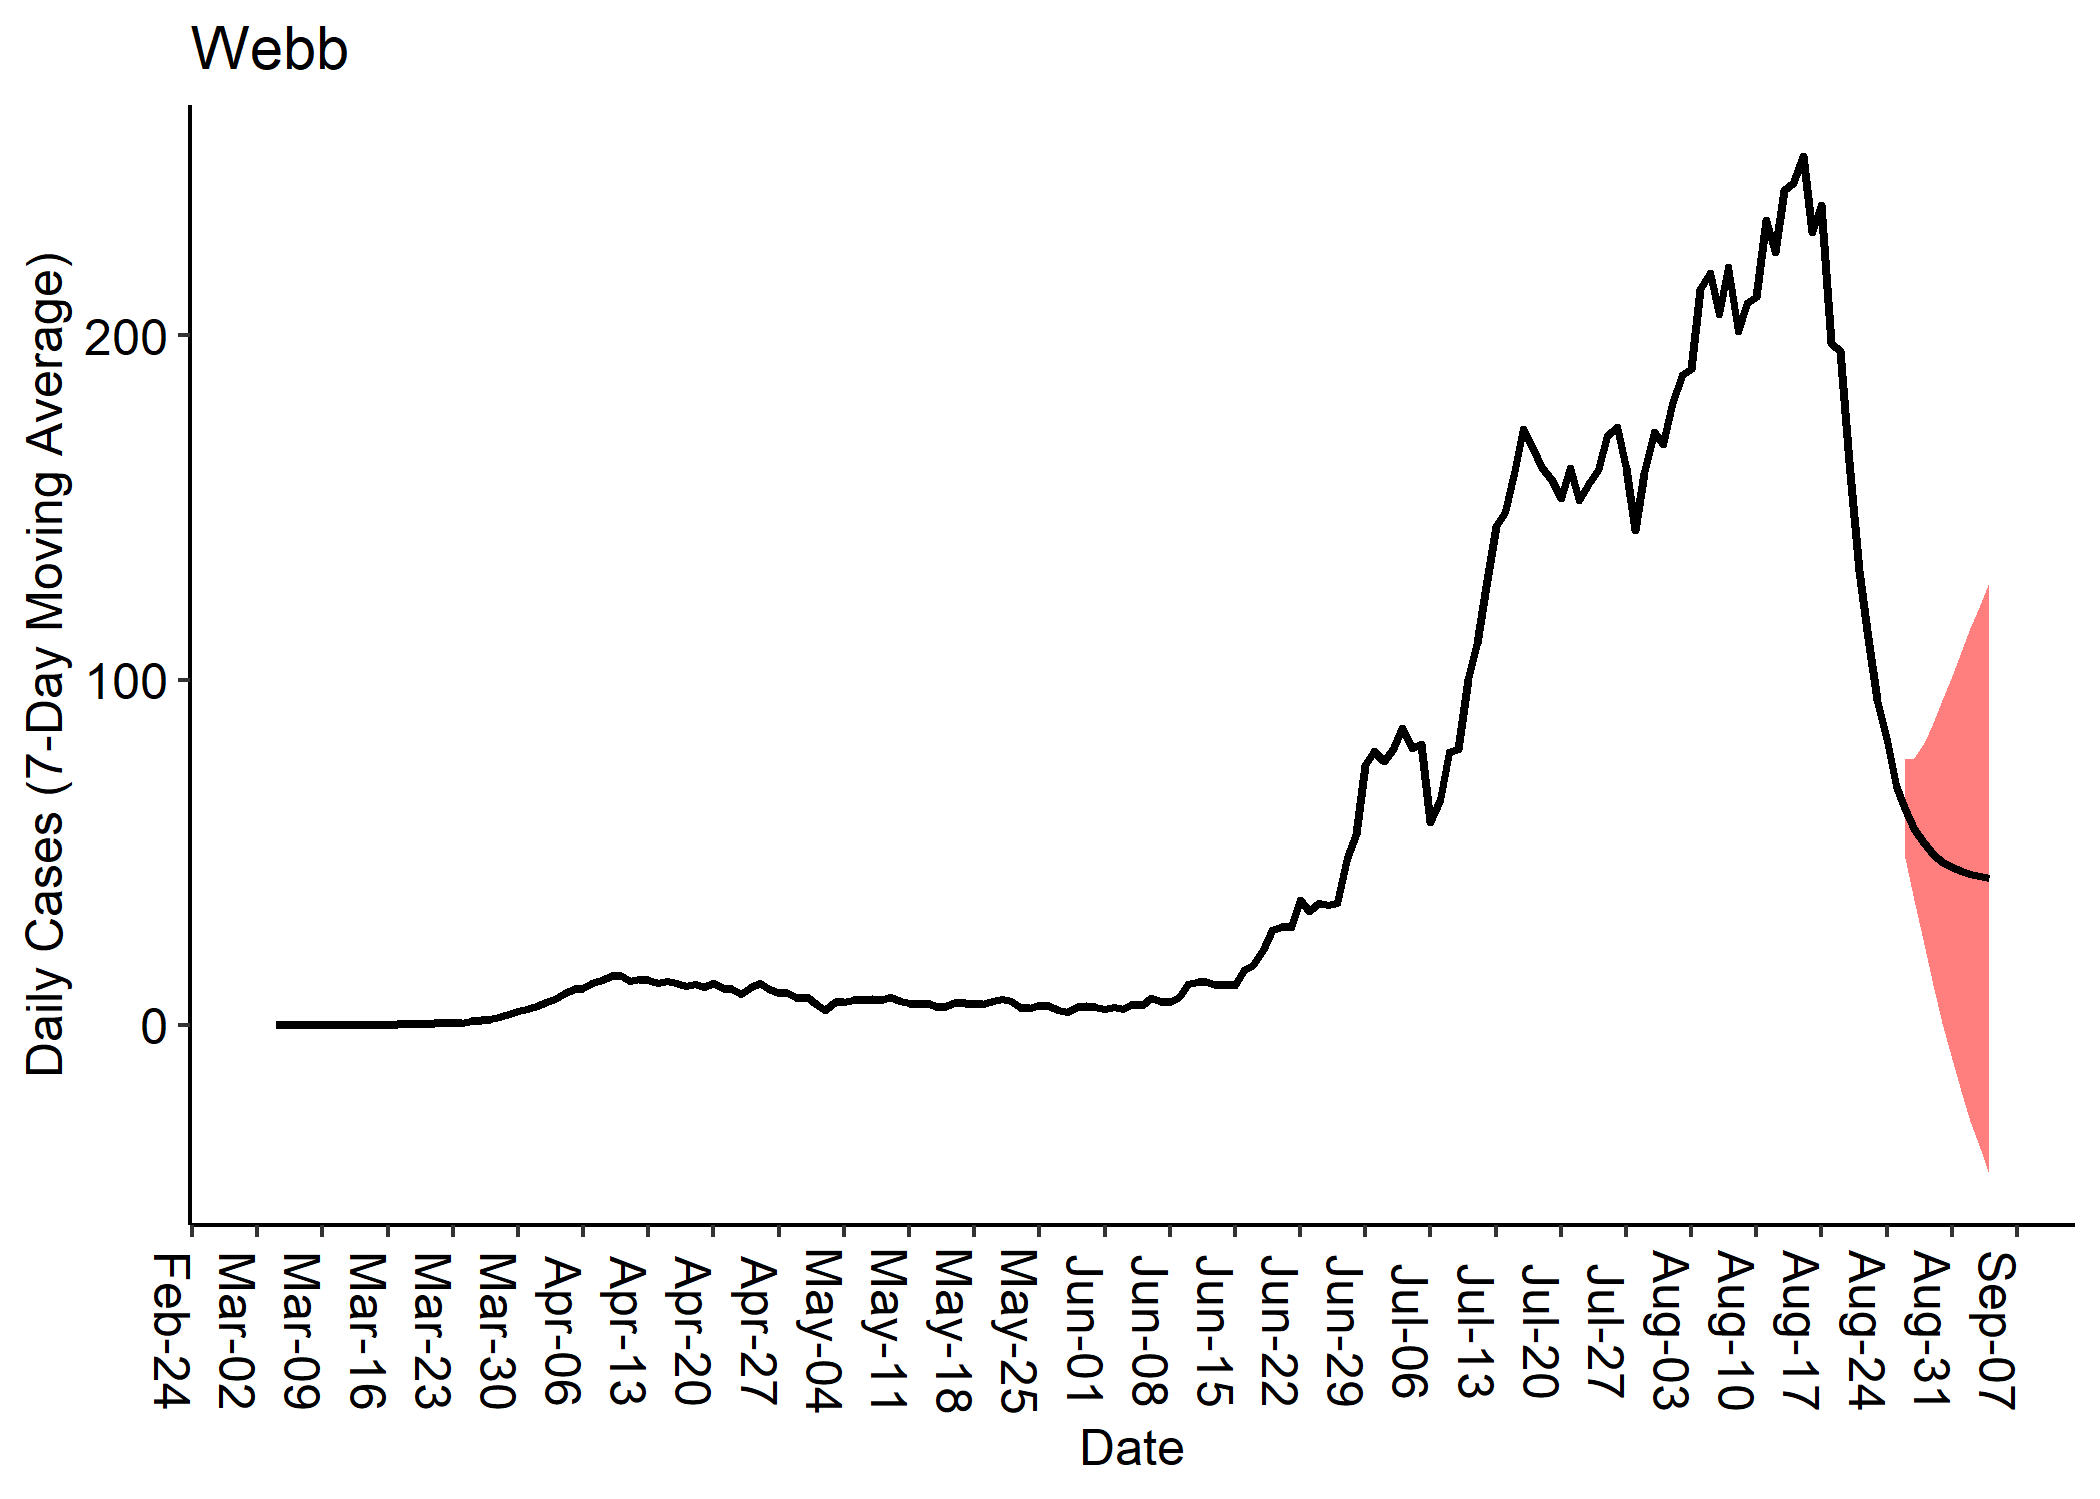 Webb
Daily Cases (7-Day Moving Average)
200
100
0
Feb-24
Mar-02
Mar-09
Mar-16
Mar-23
Mar-30
Apr-06
Apr-13
Apr-20
Apr-27
May-04
May-11
May-18
May-25
Jun-01
Jun-08
Jun-15
Jun-22
Jun-29
Jul-06
Jul-13
Jul-20
Jul-27
Aug-03
Aug-10
Aug-17
Aug-24
Aug-31
Sep-07
Date